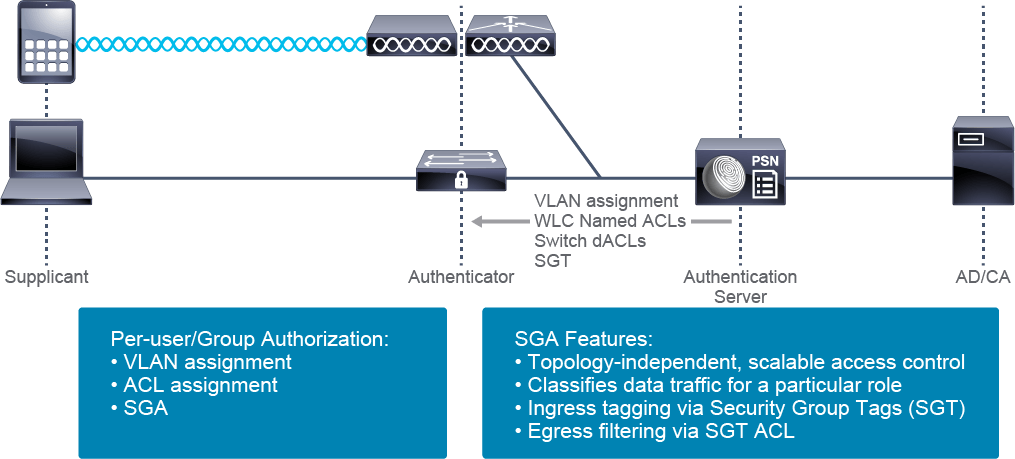 PSN
VLAN assignment
WLC Named ACLs
Switch dACLs
SGT
Supplicant
Authenticator
Authentication
Server
AD/CA
Per-user/Group Authorization:
• VLAN assignment
• ACL assignment
• SGA
SGA Features:
• Topology-independent, scalable access control
• Classifies data traffic for a particular role
• Ingress tagging via Security Group Tags (SGT)
• Egress filtering via SGT ACL